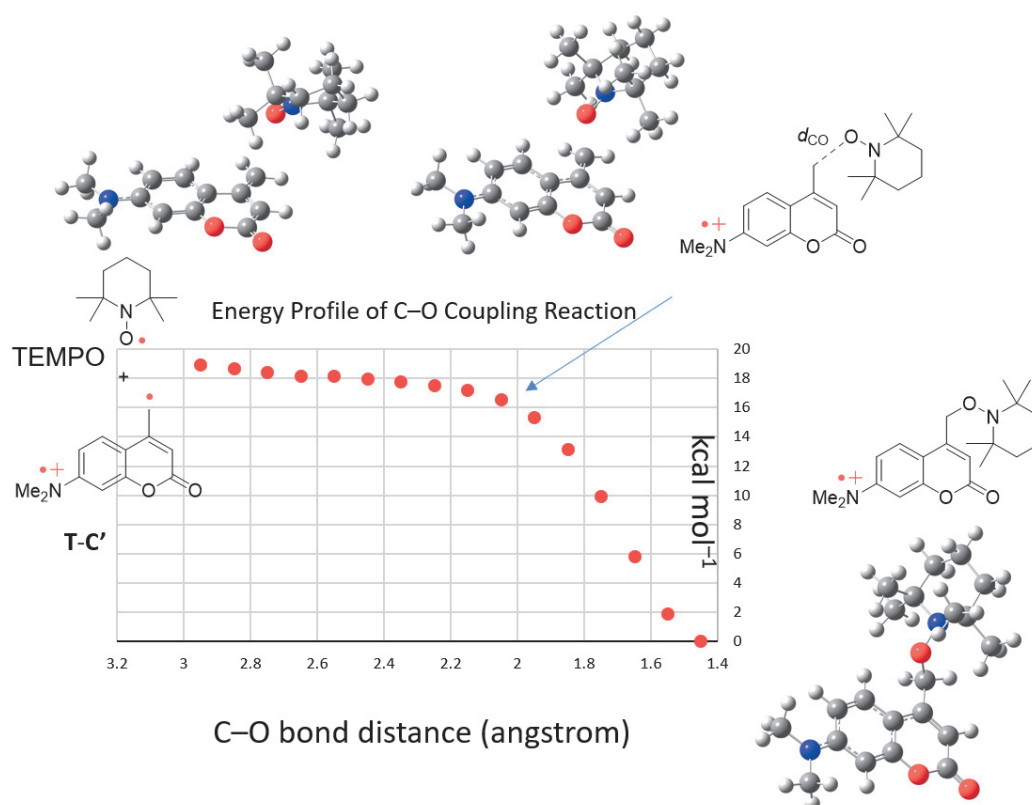 d_CO
O
N
Me₂N
•+
O
O
N
O•
Energy Profile of C–O Coupling Reaction
TEMPO
+
•
•+
Me₂N
O
O
T-C’
20
18
16
14
12
10
8
6
4
2
0
kcal mol⁻¹
3.2
3
2.8
2.6
2.4
2.2
2
1.8
1.6
1.4
C–O bond distance (angstrom)
O
N
•+
Me₂N
O
O